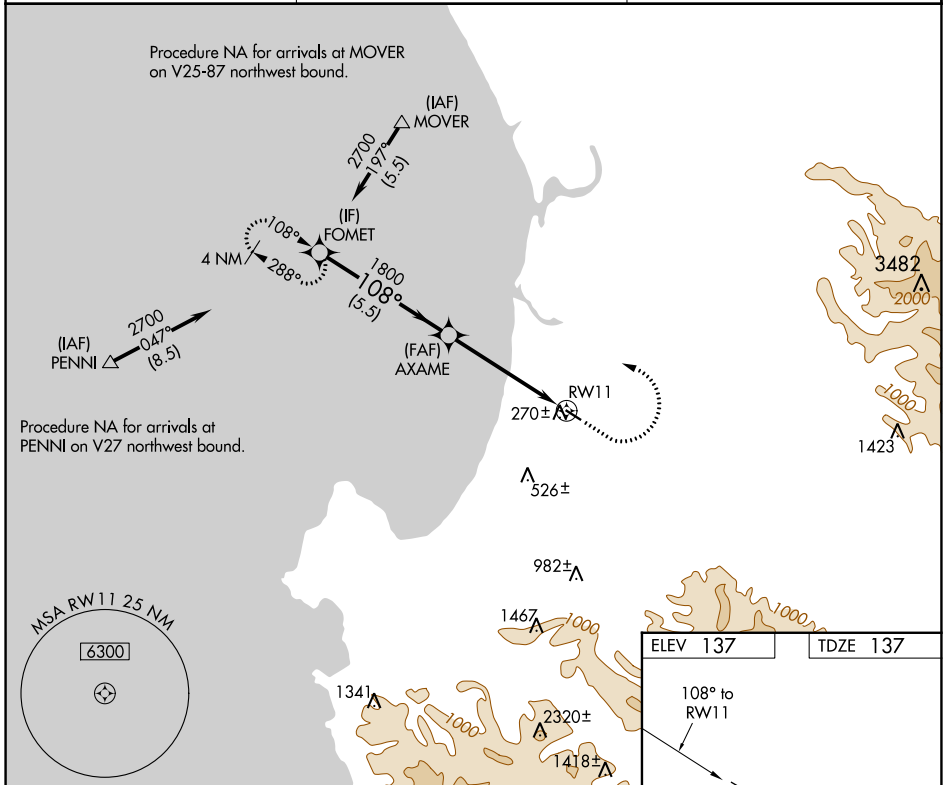 Procedure NA for arrivals at MOVER
on V25-87 northwest bound.
(IAF)
MOVER
2700
197°
(5.5)
(IF)
FOMET
108°
4 NM
288°
1800
108°
(5.5)
3482
2000
2700
047°
(8.5)
(IAF)
PENNI
(FAF)
AXAME
RW11
270±
1000
1423
Procedure NA for arrivals at
PENNI on V27 northwest bound.
526±
982±
MSA RW11 25 NM
6300
1467
1000
1000
ELEV 137
TDZE 137
108° to
RW11
1341
1000
2320±
1418±